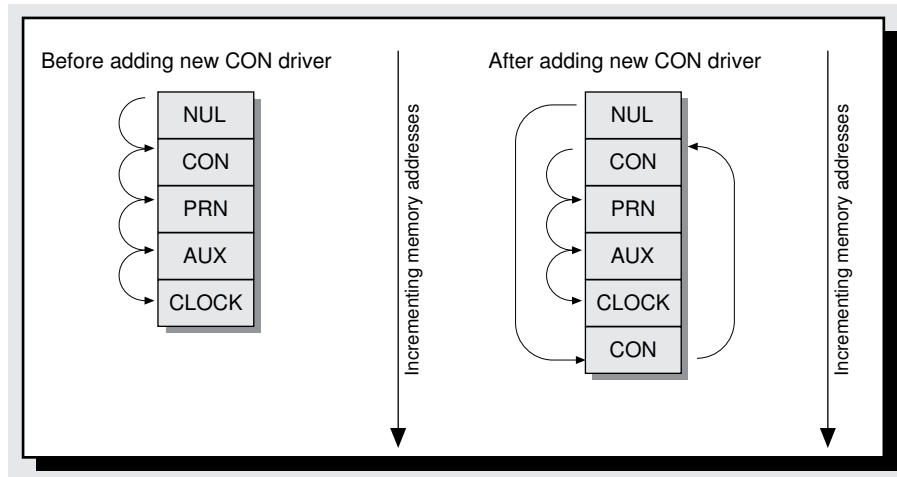 Before adding new CON driver
NUL
CON
PRN
AUX
CLOCK
Incrementing memory addresses
After adding new CON driver
NUL
CON
PRN
AUX
CLOCK
CON
Incrementing memory addresses